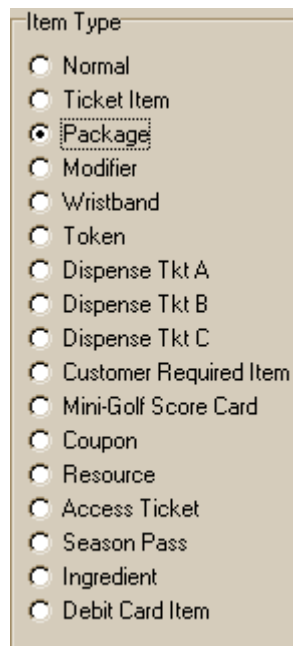 Item Type
Normal
Ticket Item
Package
Modifier
Wristband
Token
Dispense Tkt A
Dispense Tkt B
Dispense Tkt C
Customer Required Item
Mini-Golf Score Card
Coupon
Resource
Access Ticket
Season Pass
Ingredient
Debit Card Item